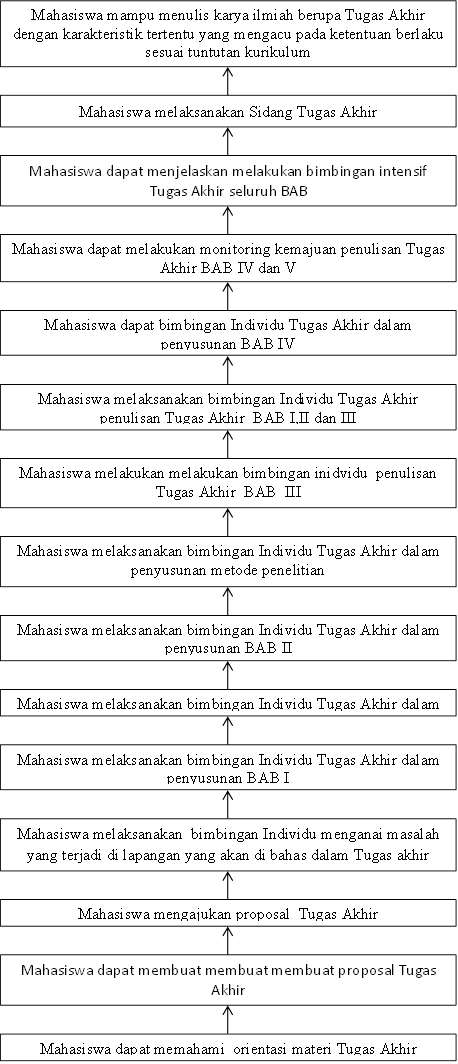 Mahasiswa mampu menulis karya ilmiah berupa Tugas Akhir
dengan karakteristik tertentu yang mengacu pada ketentuan berlaku
sesuai tuntutan kurikulum
Mahasiswa melaksanakan Sidang Tugas Akhir
Mahasiswa dapat menjelaskan melakukan bimbingan intensif
Tugas Akhir seluruh BAB
Mahasiswa dapat melakukan monitoring kemajuan penulisan Tugas
Akhir BAB IV dan V
Mahasiswa dapat bimbingan Individu Tugas Akhir dalam
penyusunan BAB IV
Mahasiswa melaksanakan bimbingan Individu Tugas Akhir
penulisan Tugas Akhir BAB I,II dan III
Mahasiswa melakukan melakukan bimbingan inidvidu penulisan
Tugas Akhir BAB III
Mahasiswa melaksanakan bimbingan Individu Tugas Akhir dalam
penyusunan metode penelitian
Mahasiswa melaksanakan bimbingan Individu Tugas Akhir dalam
penyusunan BAB II
Mahasiswa melaksanakan bimbingan Individu Tugas Akhir dalam
Mahasiswa melaksanakan bimbingan Individu Tugas Akhir dalam
penyusunan BAB I
Mahasiswa melaksanakan bimbingan Individu menganai masalah
yang terjadi di lapangan yang akan di bahas dalam Tugas akhir
Mahasiswa mengajukan proposal Tugas Akhir
Mahasiswa dapat membuat membuat membuat proposal Tugas
Akhir
Mahasiswa dapat memahami orientasi materi Tugas Akhir